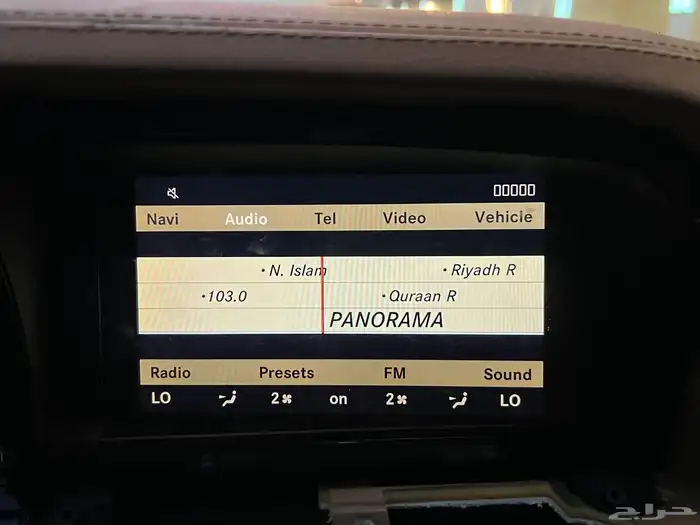 ▯▯▯▯▯
Navi Audio Tel Video Vehicle
•N. Islam •Riyadh R
•103.0 •Quraan R
PANORAMA
Radio Presets FM Sound
LO 2 on 2 LO
حراج